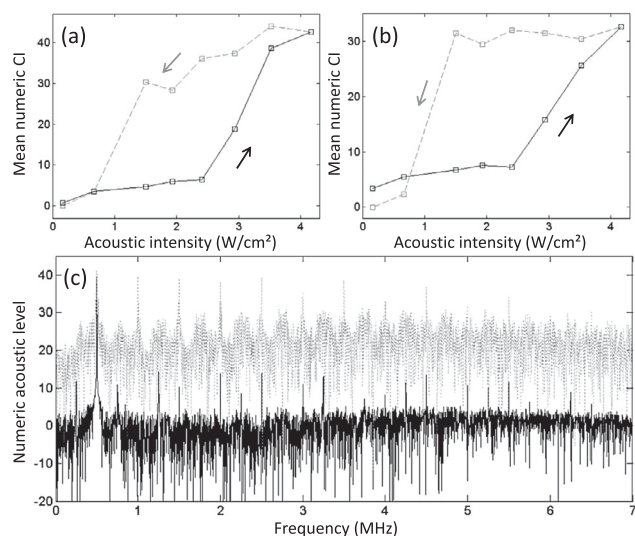 (a)
Mean numeric CI
40
30
20
10
0
0 1 2 3 4
Acoustic intensity (W/cm²)
(b)
Mean numeric CI
30
20
10
0
0 1 2 3 4
Acoustic intensity (W/cm²)
(c)
Numeric acoustic level
40
30
20
10
0
-10
-20
0 1 2 3 4 5 6 7
Frequency (MHz)